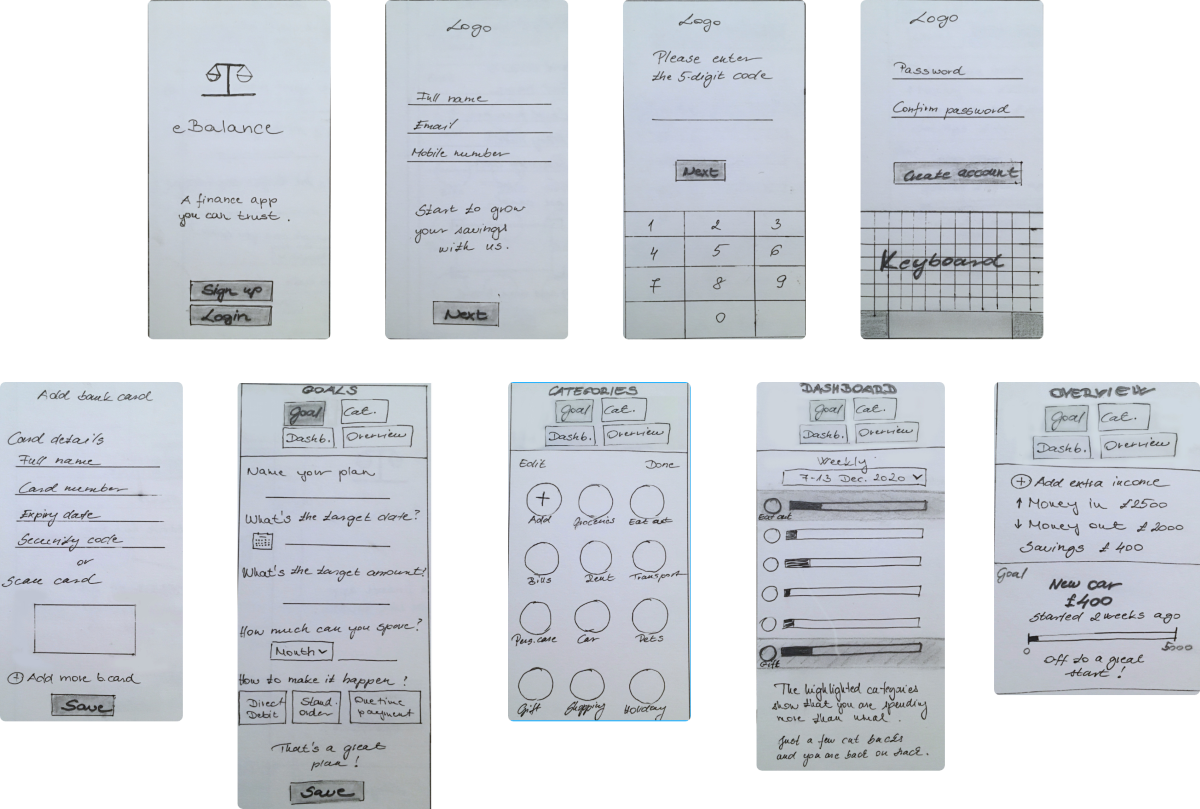 eBalance
A finance app
you can trust.
Sign up
Login
Logo
Full name
Email
Mobile number
Start to grow
your savings
with us.
Next
Logo
Please enter
the 5-digit code
Next
1 2 3
4 5 6
7 8 9
0
Logo
Password
Confirm password
Create account
Keyboard
Add bank card
Card details
Full name
Card number
Expiry date
Security code
or
Scane card
Add more b.card
Save
GOALS
Goal Cat.
Dashb. Overview
Name your plan
What's the target date?
What's the target amount?
How much can you spare?
Month
How to make it happen!
Direct Debit
Stand. order
One time payment
That's a great
plan!
Save
CATEGORIES
Goal Cat.
Dashb. Overview
Edit Done
+
Add Groceries Eat out
Bills Rent Transport
Pers.care Car Pets
Gift Shopping Holiday
DASHBOARD
Goal Cat.
Dashb. Overview
Weekly
7-13 Dec. 2020
Eat out
Gift
The highlighted categories
show that you are spending
more than usual.
Just a few cut backs
and you are back on track.
OVERVIEW
Goal Cat.
Dashb. Overview
+ Add extra income
↑ Money in £2500
↓ Money out £2000
Savings £400
Goal
New car
£400
started 2 weeks ago
0 5000
Off to a great
start!